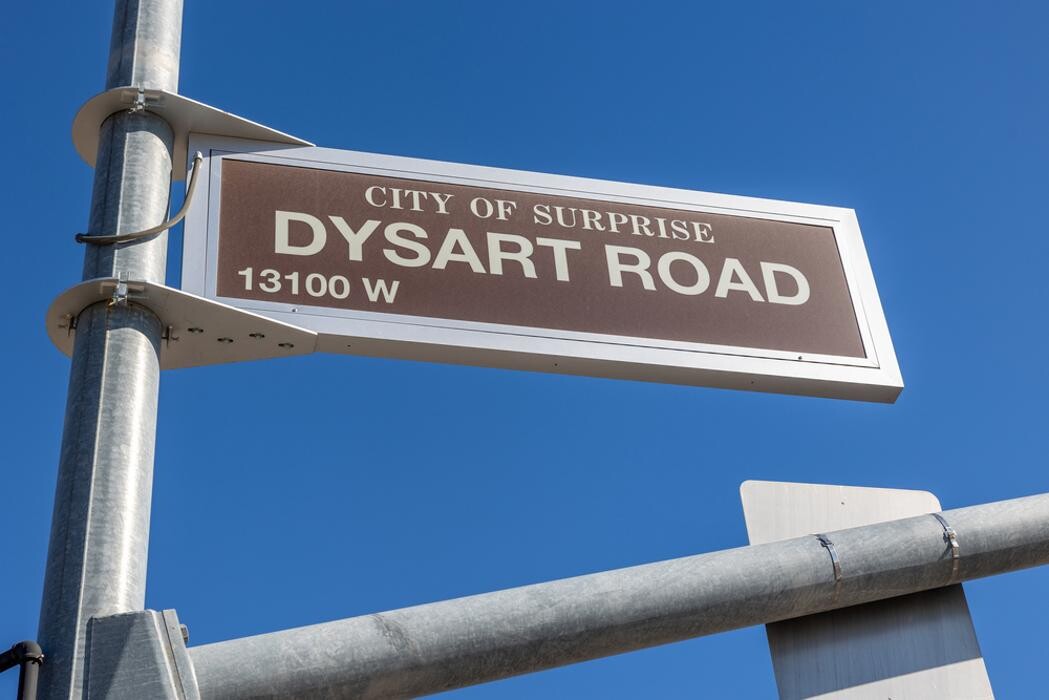 CITY OF SURPRISE
DYSART ROAD
13100 W